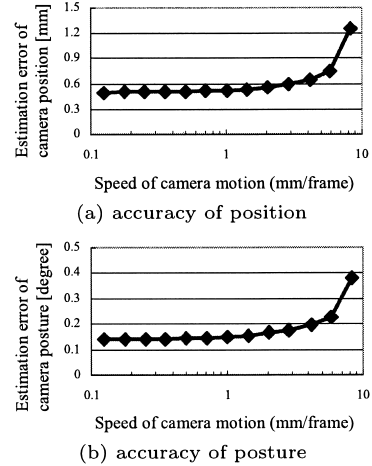 Estimation error of
camera position [mm]
1.5
1.2
0.9
0.6
0.3
0
0.1
1
10
Speed of camera motion (mm/frame)
(a) accuracy of position
Estimation error of
camera posture [degree]
0.5
0.4
0.3
0.2
0.1
0
0.1
1
10
Speed of camera motion (mm/frame)
(b) accuracy of posture